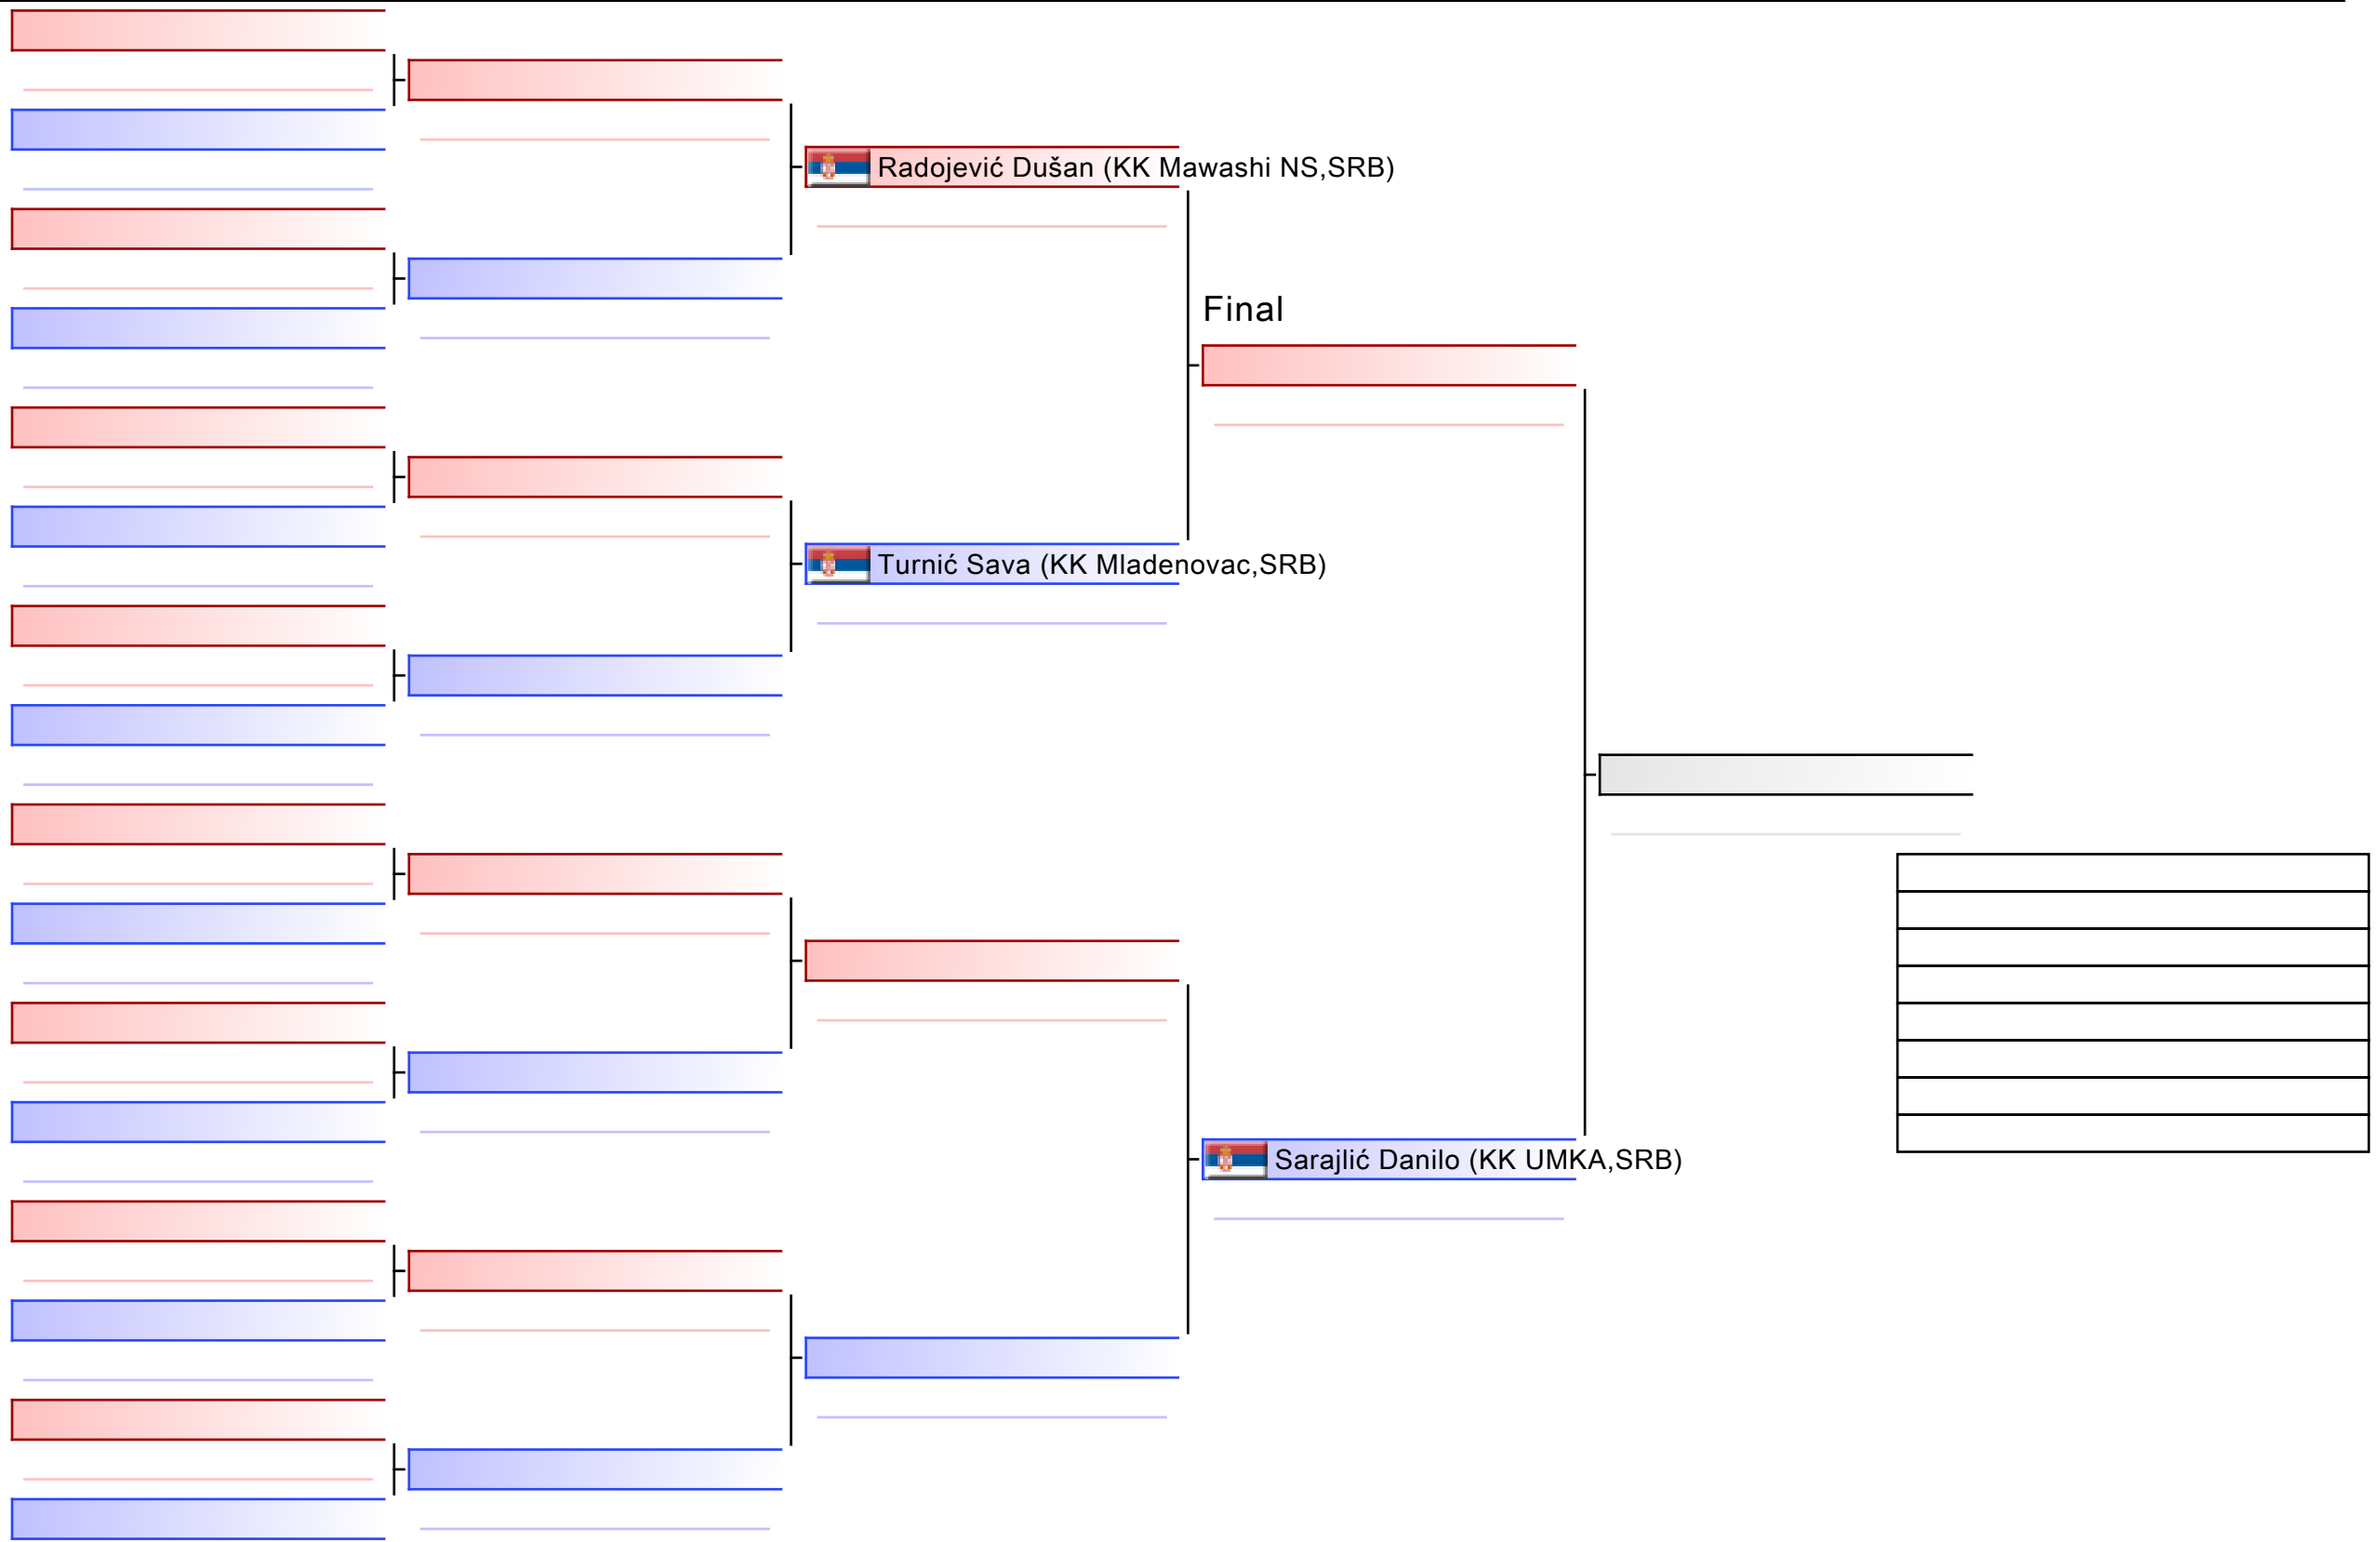 Radojević Dušan (KK Mawashi NS,SRB)
Final
Turnić Sava (KK Mladenovac,SRB)
Sarajlić Danilo (KK UMKA,SRB)